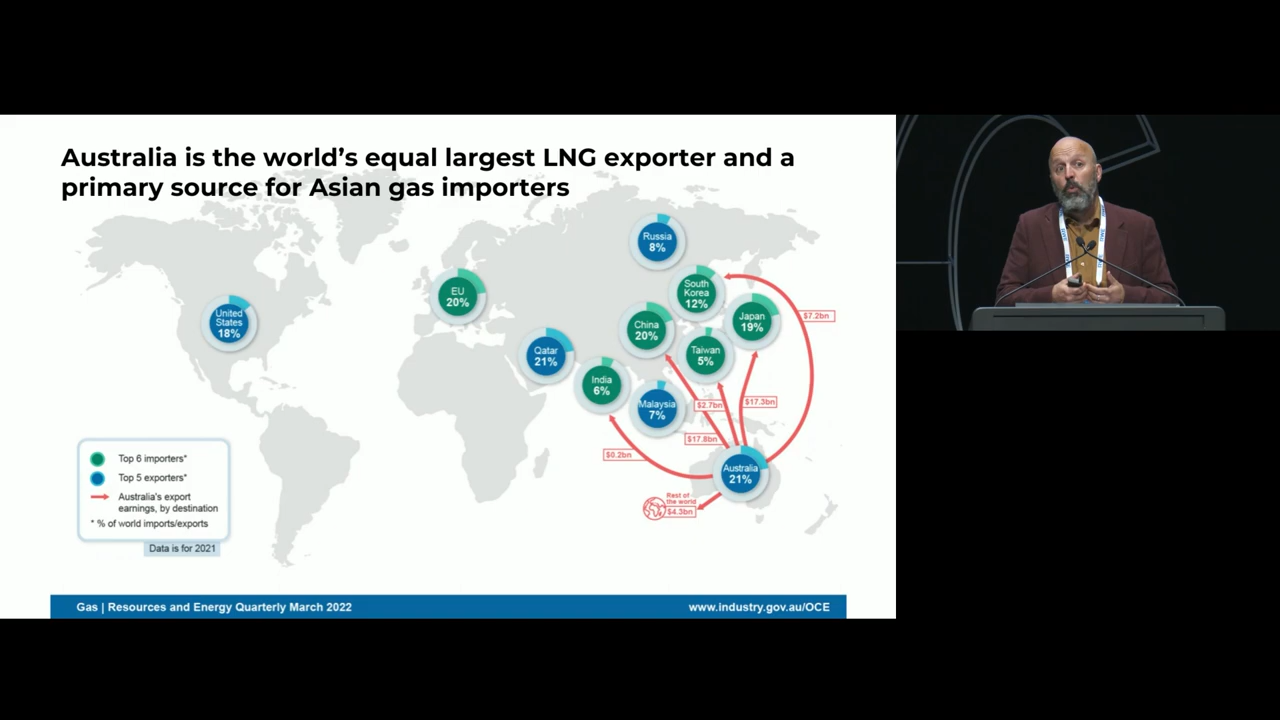 Australia is the world's equal largest LNG exporter and a
primary source for Asian gas importers
Russia
8%
United
States
18%
EU
20%
South
Korea
12%
China
20%
Japan
19%
$7.2bn
Qatar
21%
Taiwan
5%
India
6%
Malaysia
7%
$2.7bn
$17.3bn
$17.8bn
$0.2bn
Australia
21%
Rest of
the world
$4.3bn
Top 6 importers*
Top 5 exporters*
Australia's export
earnings, by destination
* % of world imports/exports
Data is for 2021
Gas | Resources and Energy Quarterly March 2022
www.industry.gov.au/OCE